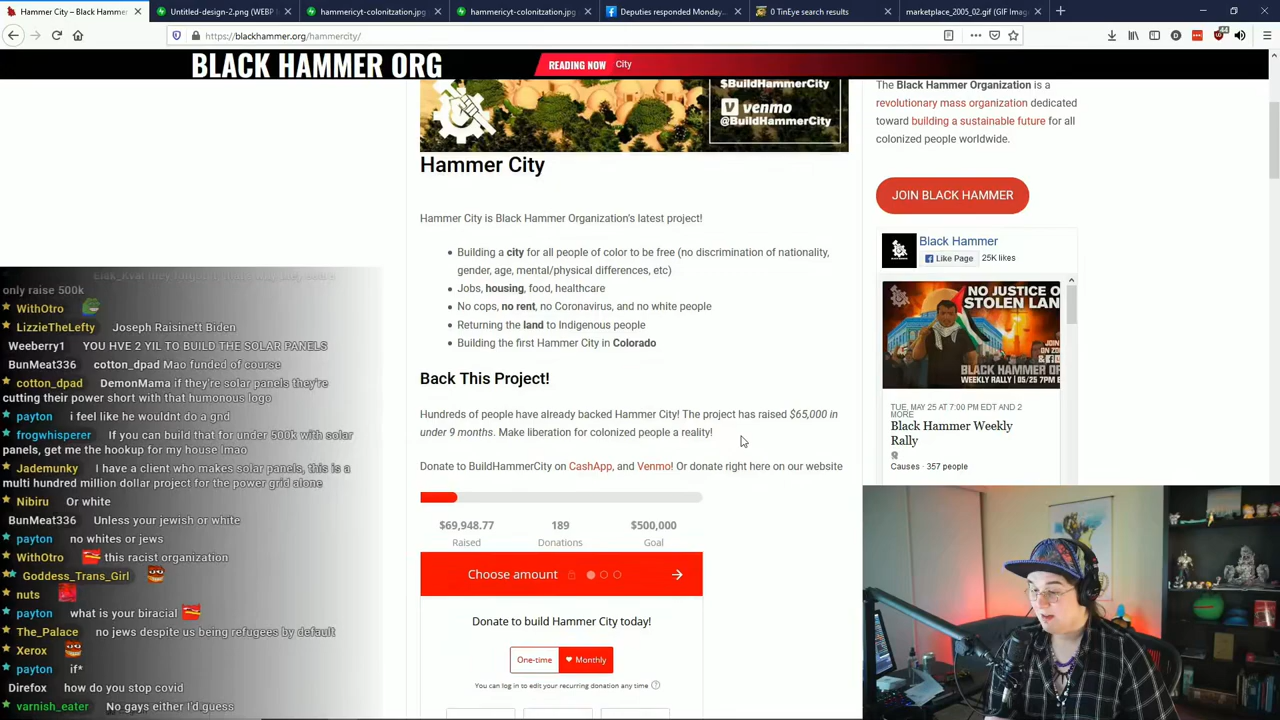 Hammer City – Black Hammer
Untitled-design-2.png (WEBP I
hammericyt-colonitzation.jpg
hammericyt-colonitzation.jpg
Deputies responded Monday
0 TinEye search results
marketplace_2005_02.gif (GIF Imag
https://blackhammer.org/hammercity/
BLACK HAMMER ORG
READING NOW City
$BuildHammerCity
venmo
@BuildHammerCity
Hammer City
Hammer City is Black Hammer Organization's latest project!
Building a city for all people of color to be free (no discrimination of nationality,
gender, age, mental/physical differences, etc)
Jobs, housing, food, healthcare
No cops, no rent, no Coronavirus, and no white people
Returning the land to Indigenous people
Building the first Hammer City in Colorado
Back This Project!
Hundreds of people have already backed Hammer City! The project has raised $65,000 in
under 9 months. Make liberation for colonized people a reality!
Donate to BuildHammerCity on CashApp, and Venmo! Or donate right here on our website
$69,948.77 189 $500,000
Raised Donations Goal
Choose amount
Donate to build Hammer City today!
One-time Monthly
You can log in to edit your recurring donation any time
The Black Hammer Organization is a
revolutionary mass organization dedicated
toward building a sustainable future for all
colonized people worldwide.
JOIN BLACK HAMMER
Black Hammer
Like Page 25K likes
NO JUSTICE O
STOLEN LAN
JOIN
ON ZO
BLACK HAMMER
WEEKLY RALLY | 05/25 7PM E
TUE, MAY 25 AT 7:00 PM EDT AND 2
MORE
Black Hammer Weekly
Rally
Causes · 357 people
only raise 500k
WithOtro
LizzieTheLefty Joseph Raisinett Biden
Weeberry1 YOU HVE 2 YIL TO BUILD THE SOLAR PANELS
BunMeat336 cotton_dpad Mao funded of course
cotton_dpad DemonMama if they're solar panels they're
cutting their power short with that humonous logo
payton i feel like he wouldnt do a gnd
frogwhisperer If you can build that for under 500k with solar
panels, get me the hookup for my house lmao
Jademunky I have a client who makes solar panels, this is a
multi hundred million dollar project for the power grid alone
Nibiru Or white
BunMeat336 Unless your jewish or white
payton no whites or jews
WithOtro this racist organization
Goddess_Trans_Girl
nuts
payton what is your biracial
The_Palace no jews despite us being refugees by default
Xerox
payton if*
Direfox how do you stop covid
varnish_eater No gays either I'd guess